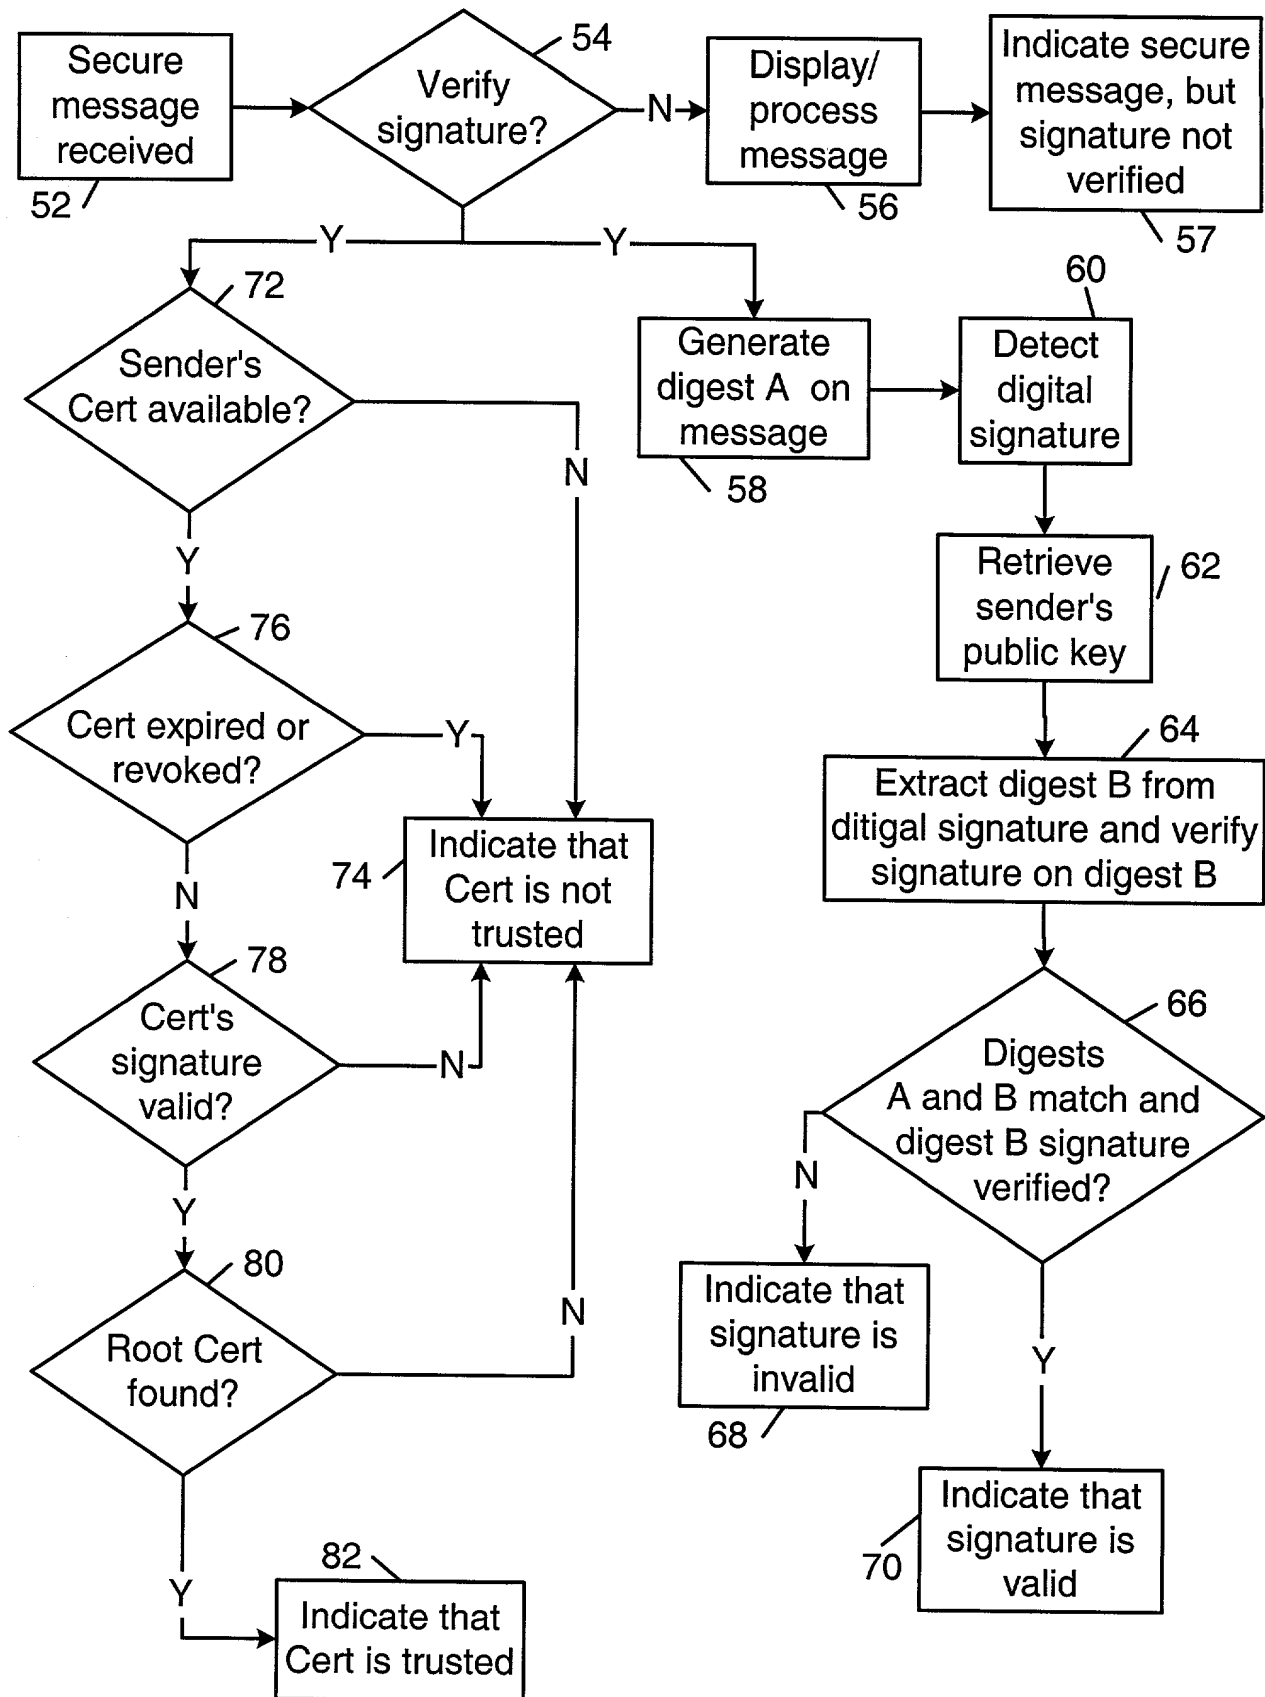 Secure
message
received
52
Verify
signature?
54
N
Display/
process
message
56
Indicate secure
message, but
signature not
verified
57
Y
Y
72
Sender's
Cert available?
N
Y
76
Cert expired or
revoked?
Y
N
74
Indicate that
Cert is not
trusted
78
Cert's
signature
valid?
N
Y
80
Root Cert
found?
N
Y
82
Indicate that
Cert is trusted
Generate
digest A on
message
58
60
Detect
digital
signature
Retrieve
sender's
public key
62
64
Extract digest B from
ditigal signature and verify
signature on digest B
66
Digests
A and B match and
digest B signature
verified?
N
Indicate that
signature is
invalid
68
Y
Indicate that
signature is
valid
70